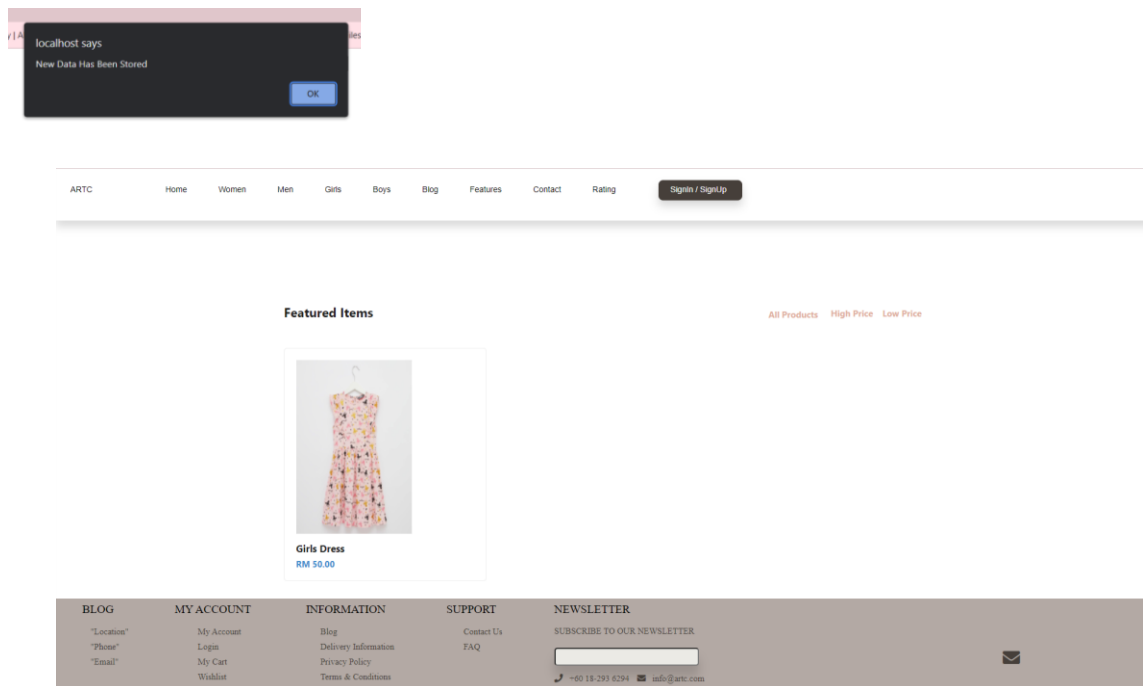 localhost says
New Data Has Been Stored
OK
ARTC Home Women Men Girls Boys Blog Features Contact Rating SignIn / SignUp
Featured Items
All Products High Price Low Price
Girls Dress
RM 50.00
BLOG MY ACCOUNT INFORMATION SUPPORT NEWSLETTER
"Location" My Account Blog Contact Us SUBSCRIBE TO OUR NEWSLETTER
"Phone" Login Delivery Information FAQ
"Email" My Cart Privacy Policy
Wishlist Terms & Conditions +60 18-293 6294 info@artc.com